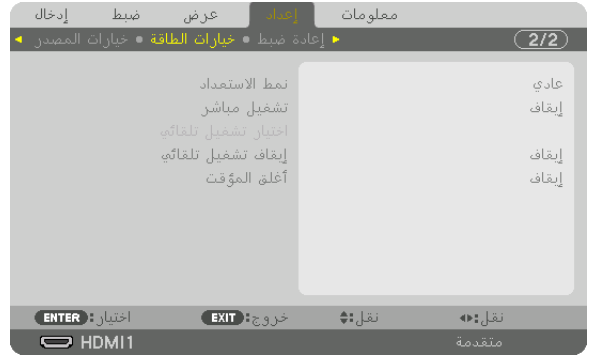 إدخال ضبط عرض إعداد معلومات
◄ خيارات المصدر ● خيارات الطاقة ● إعادة ضبط ► 2/2
نمط الاستعداد عادي
تشغيل مباشر إيقاف
اختيار تشغيل تلقائي
إيقاف تشغيل تلقائي إيقاف
أغلق المؤقت إيقاف
ENTER: اختيار EXIT: خروج نقل: نقل:
HDMI1 متقدمة